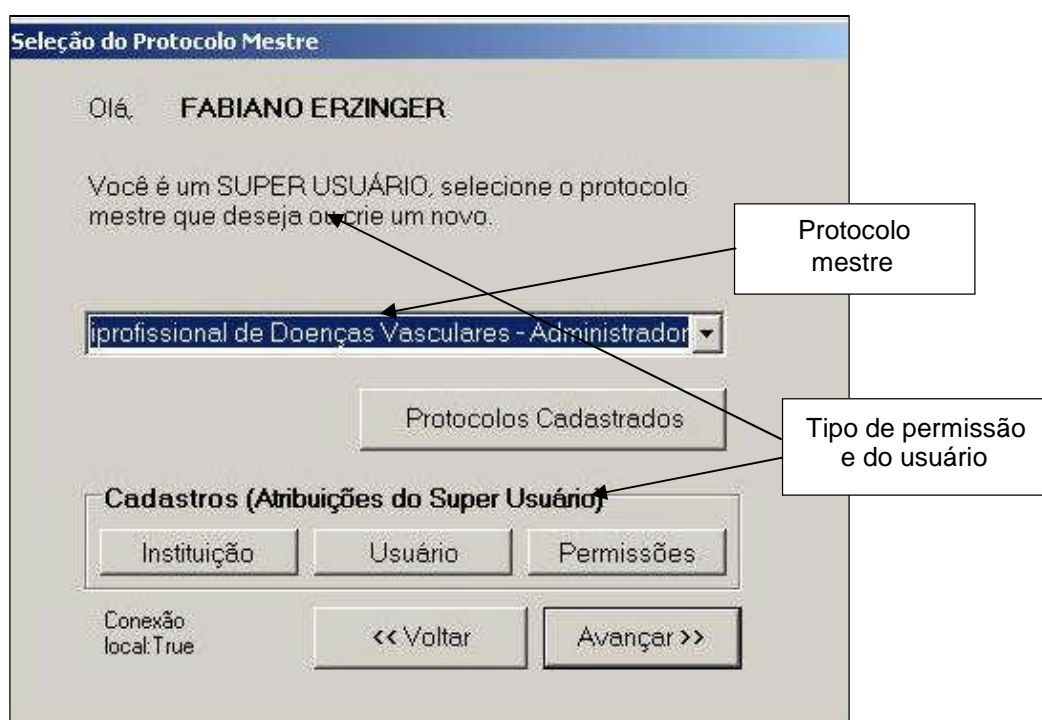 Seleção do Protocolo Mestre
Olá, FABIANO ERZINGER
Você é um SUPER USUÁRIO, selecione o protocolo
mestre que deseja ou crie um novo.
Protocolo
mestre
iprofissional de Doenças Vasculares - Administrador
Protocolos Cadastrados
Tipo de permissão
e do usuário
Cadastros (Atribuições do Super Usuário)
Instituição Usuário Permissões
Conexão
local:True
<< Voltar Avançar >>